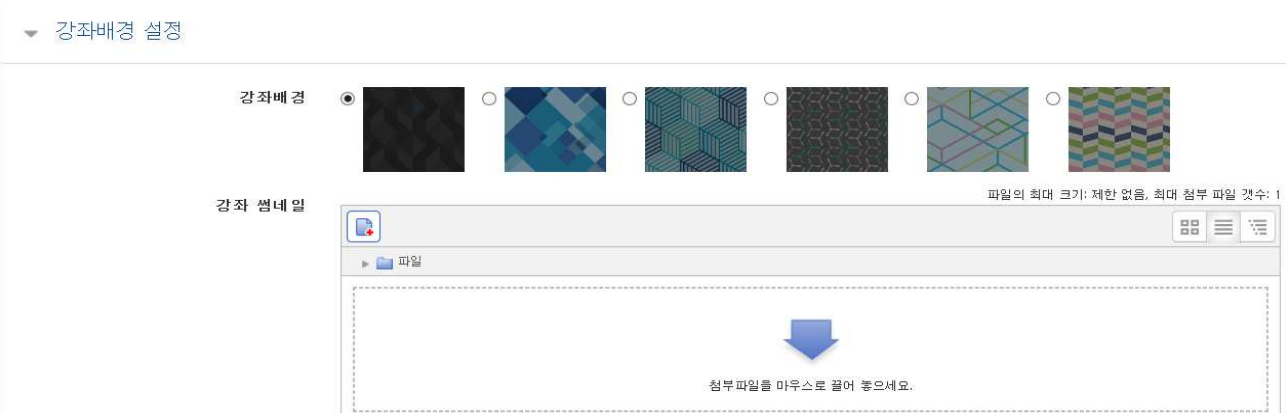 강좌배경 설정
강좌배경
파일의 최대 크기: 제한 없음, 최대 첨부 파일 갯수: 1
강좌 썸네일
파일
첨부파일을 마우스로 끌어 놓으세요.